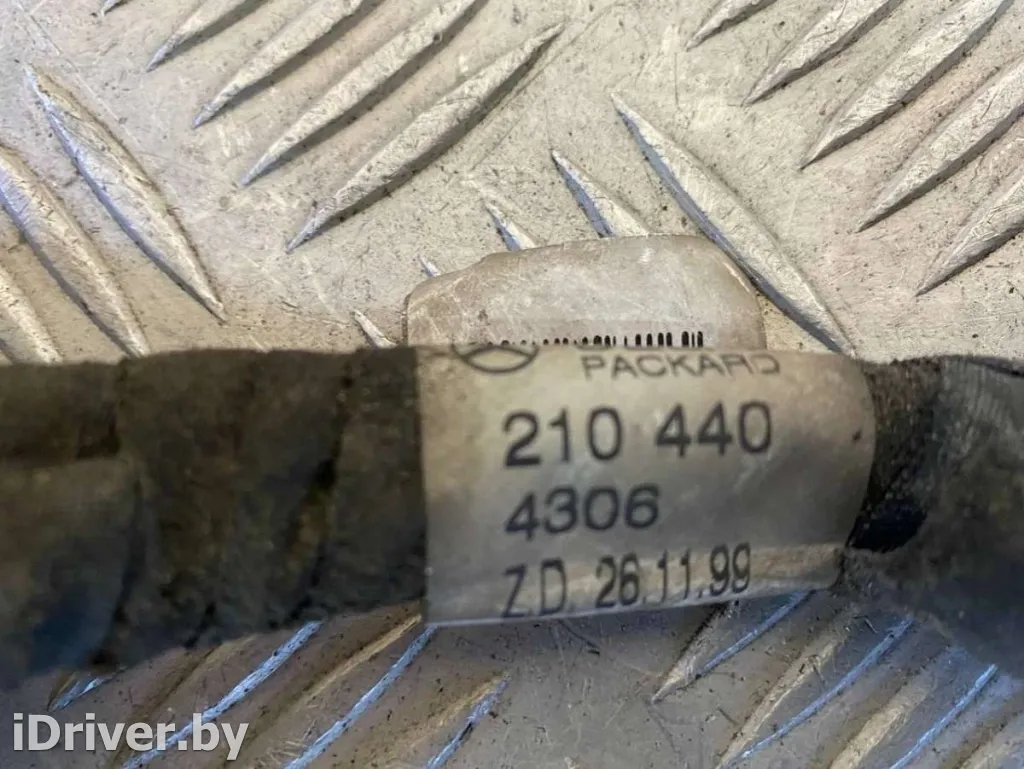 PACKARD
210 440
4306
Z.D. 26.11.99
iDriver.by